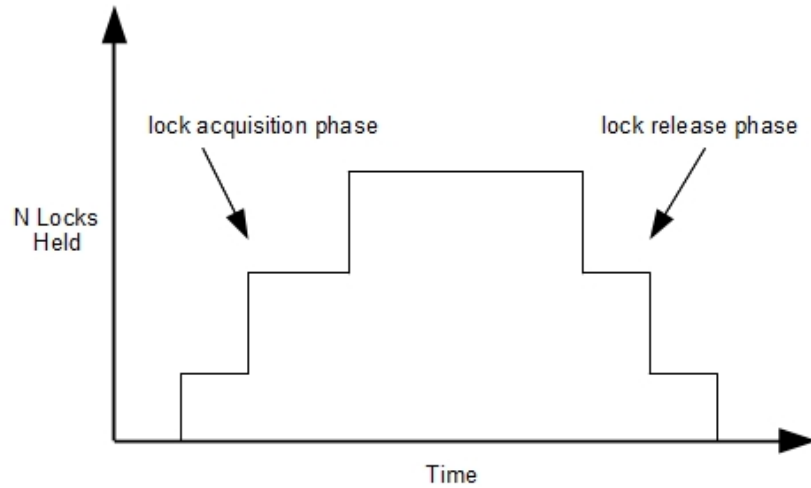 lock acquisition phase
lock release phase
N Locks
Held
Time